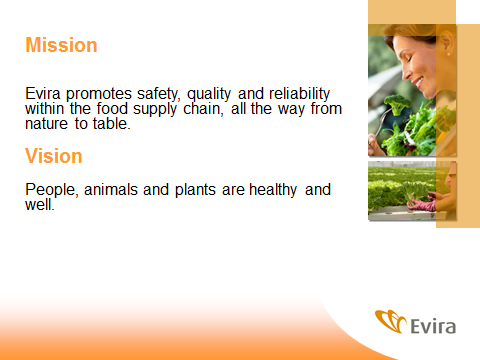 Mission
Evira promotes safety, quality and reliability
within the food supply chain, all the way from
nature to table.
Vision
People, animals and plants are healthy and
well.
Evira